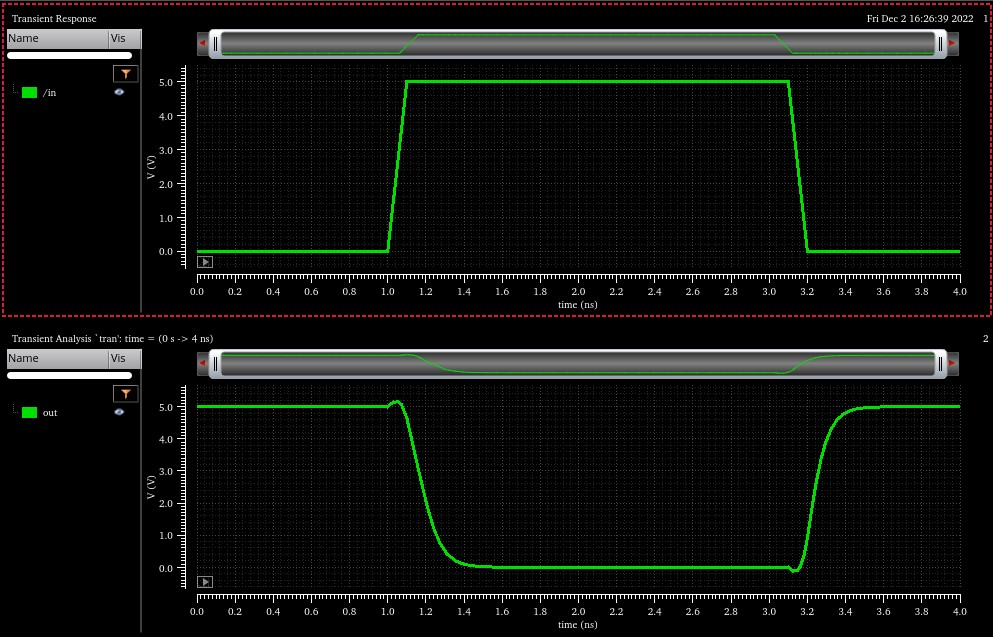 Transient Response
Fri Dec 2 16:26:39 2022 1
Name Vis
/in
5.0
4.0
3.0
2.0
1.0
0.0
V (V)
0.0 0.2 0.4 0.6 0.8 1.0 1.2 1.4 1.6 1.8 2.0 2.2 2.4 2.6 2.8 3.0 3.2 3.4 3.6 3.8 4.0
time (ns)
Transient Analysis `tran': time = (0 s -> 4 ns)
2
Name Vis
out
5.0
4.0
3.0
2.0
1.0
0.0
V (V)
0.0 0.2 0.4 0.6 0.8 1.0 1.2 1.4 1.6 1.8 2.0 2.2 2.4 2.6 2.8 3.0 3.2 3.4 3.6 3.8 4.0
time (ns)